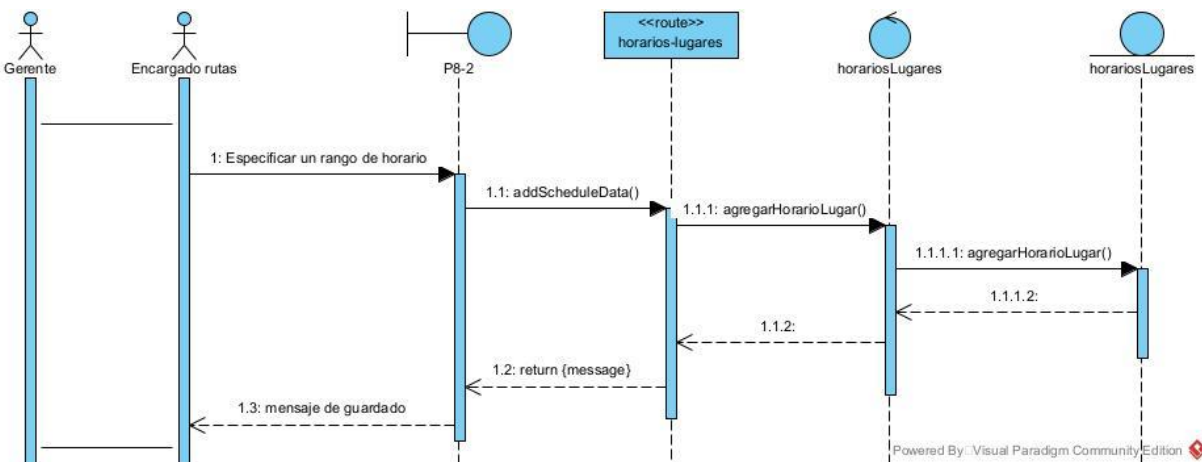 <<route>>
horarios-lugares
Gerente
Encargado rutas
P8-2
horariosLugares
horariosLugares
1: Especificar un rango de horario
1.1: addScheduleData()
1.1.1: agregarHorarioLugar()
1.1.1.1: agregarHorarioLugar()
1.1.1.2:
1.1.2:
1.2: return {message}
1.3: mensaje de guardado
Powered By Visual Paradigm Community Edition